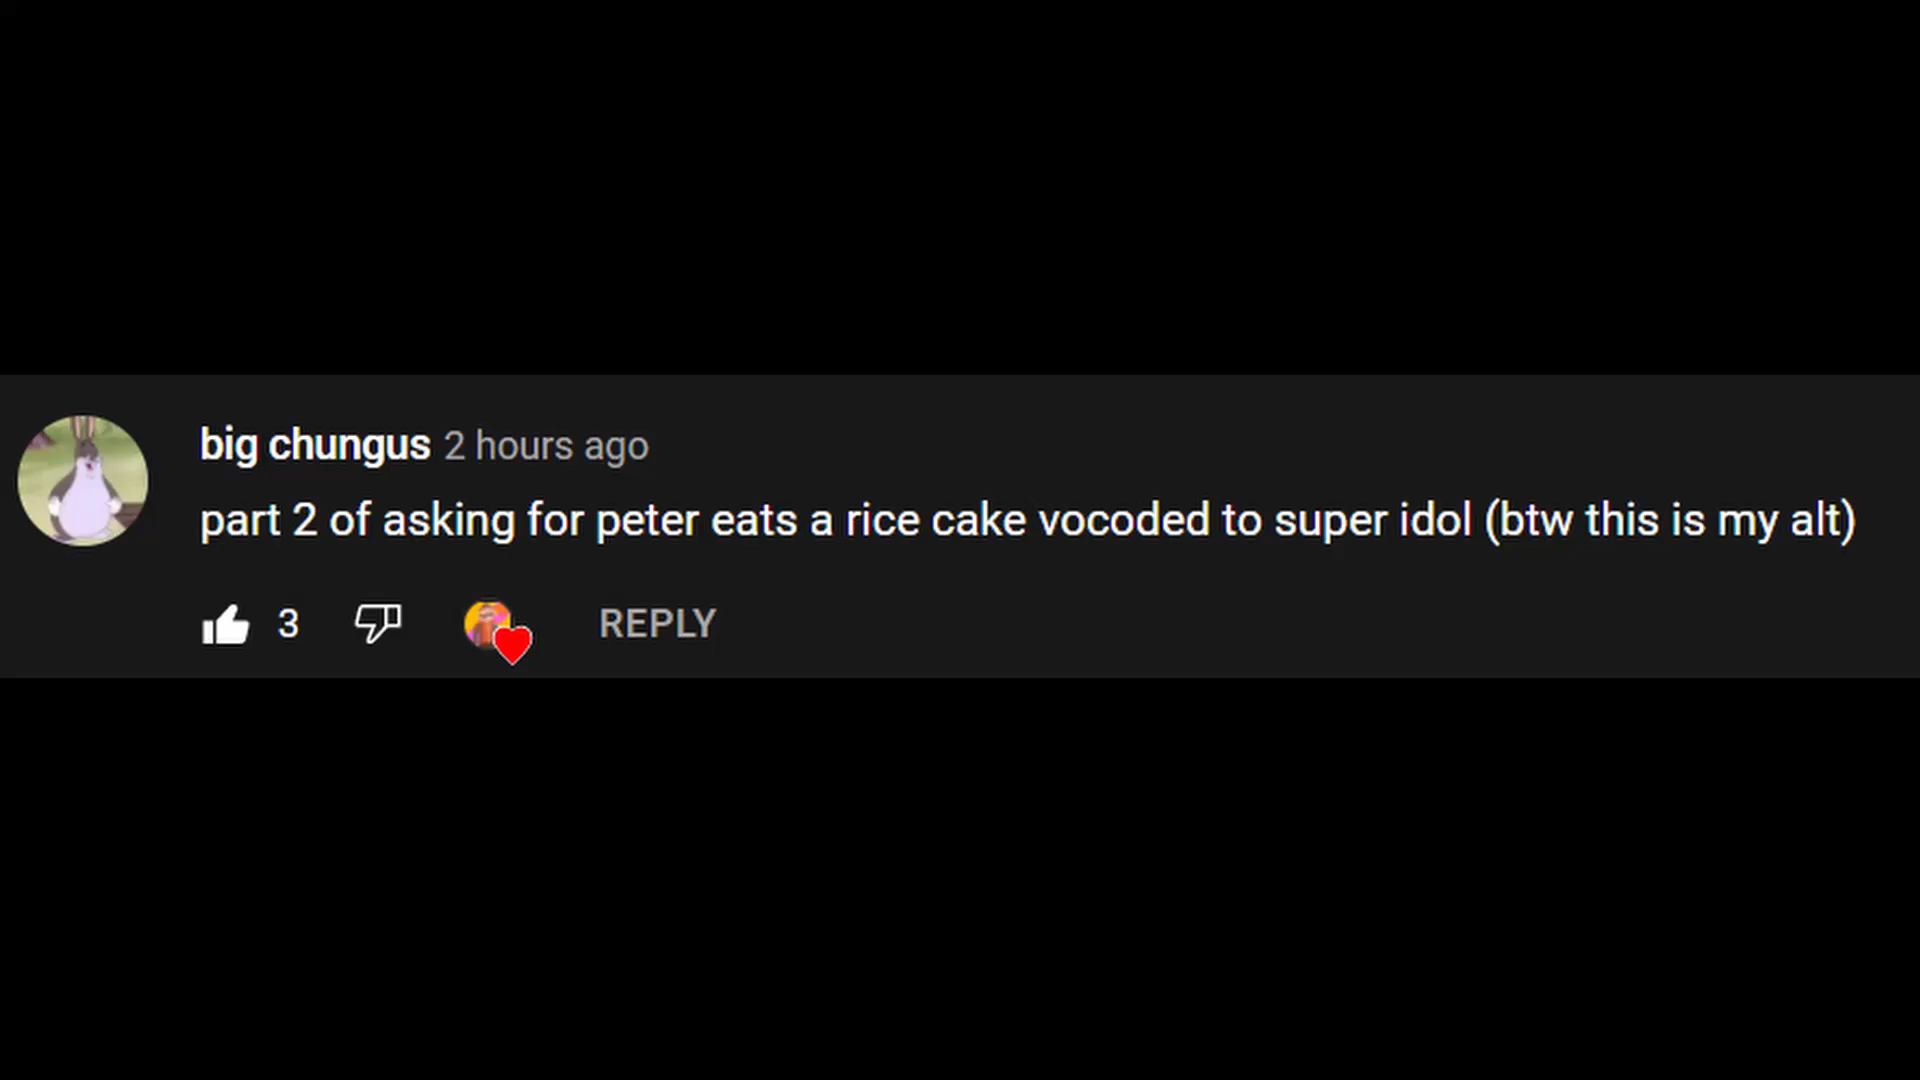 big chungus 2 hours ago
part 2 of asking for peter eats a rice cake vocoded to super idol (btw this is my alt)
3 REPLY